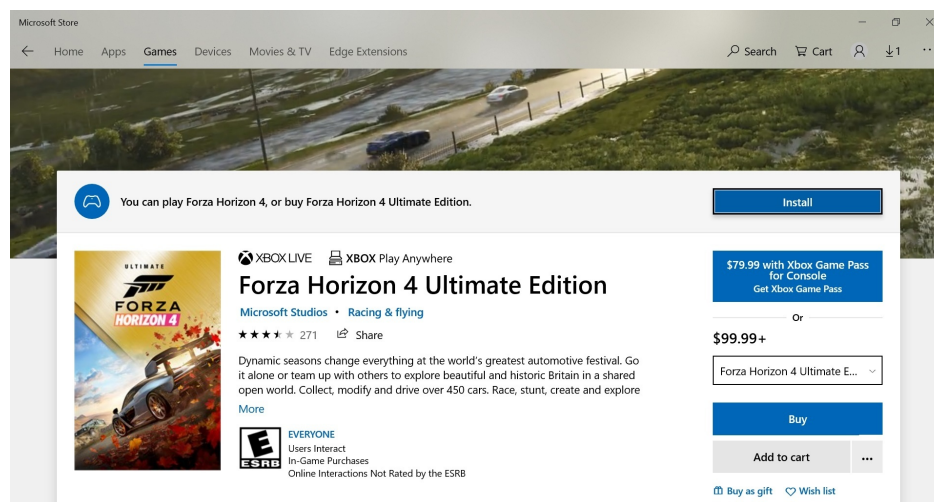 Microsoft Store
Home Apps Games Devices Movies & TV Edge Extensions Search Cart 1
You can play Forza Horizon 4, or buy Forza Horizon 4 Ultimate Edition.
Install
ULTIMATE
FORZA
HORIZON 4
XBOX LIVE XBOX Play Anywhere
Forza Horizon 4 Ultimate Edition
Microsoft Studios • Racing & flying
271 Share
Dynamic seasons change everything at the world's greatest automotive festival. Go
it alone or team up with others to explore beautiful and historic Britain in a shared
open world. Collect, modify and drive over 450 cars. Race, stunt, create and explore
More
E
ESRB
EVERYONE
Users Interact
In-Game Purchases
Online Interactions Not Rated by the ESRB
$79.99 with Xbox Game Pass
for Console
Get Xbox Game Pass
Or
$99.99+
Forza Horizon 4 Ultimate E...
Buy
Add to cart ...
Buy as gift Wish list